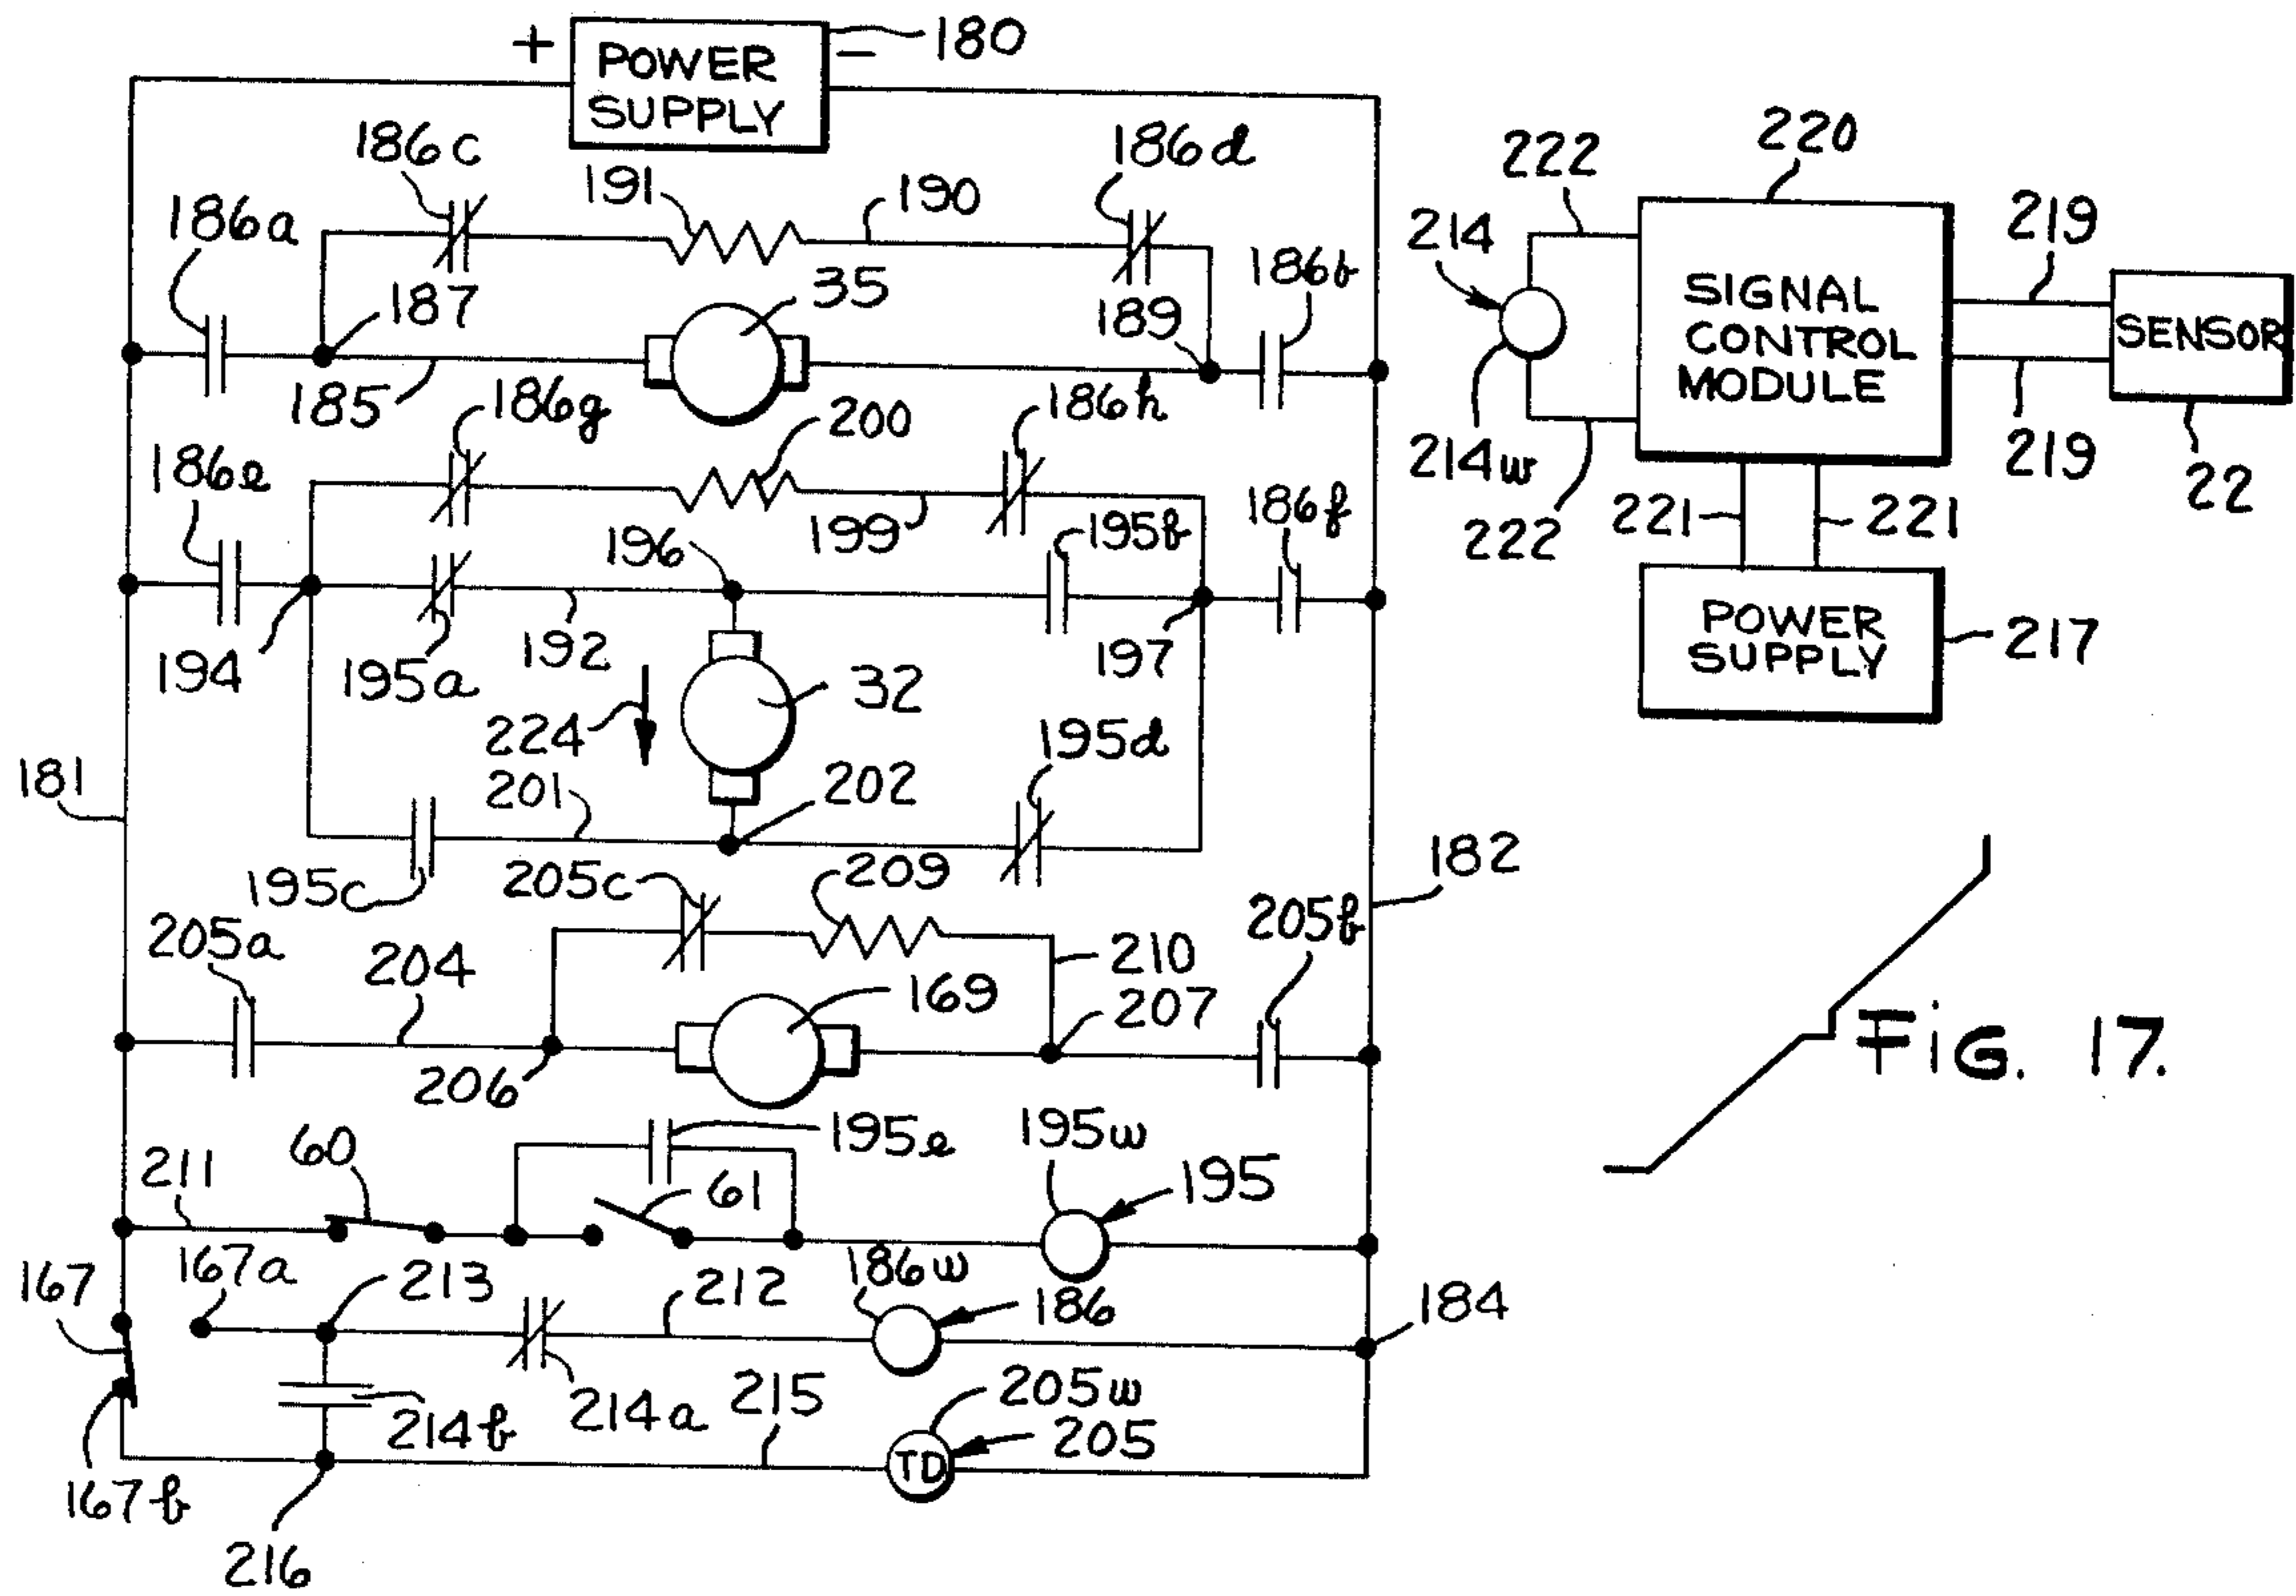 +
POWER
SUPPLY
-
180
186c
191
190
186d
186a
187
35
189
186b
185
186g
200
186h
186e
199
195b
186f
196
194
195a
192
197
32
224
195d
181
201
202
195c
205c
209
182
205a
204
210
205b
169
207
206
195e
195w
195
211
60
61
167
167a
213
212
186w
186
184
167b
214b
214a
215
205w
TD
205
216
222
220
214
219
SIGNAL
CONTROL
MODULE
SENSOR
214w
222
219
22
221
221
POWER
SUPPLY
217
FiG. 17.